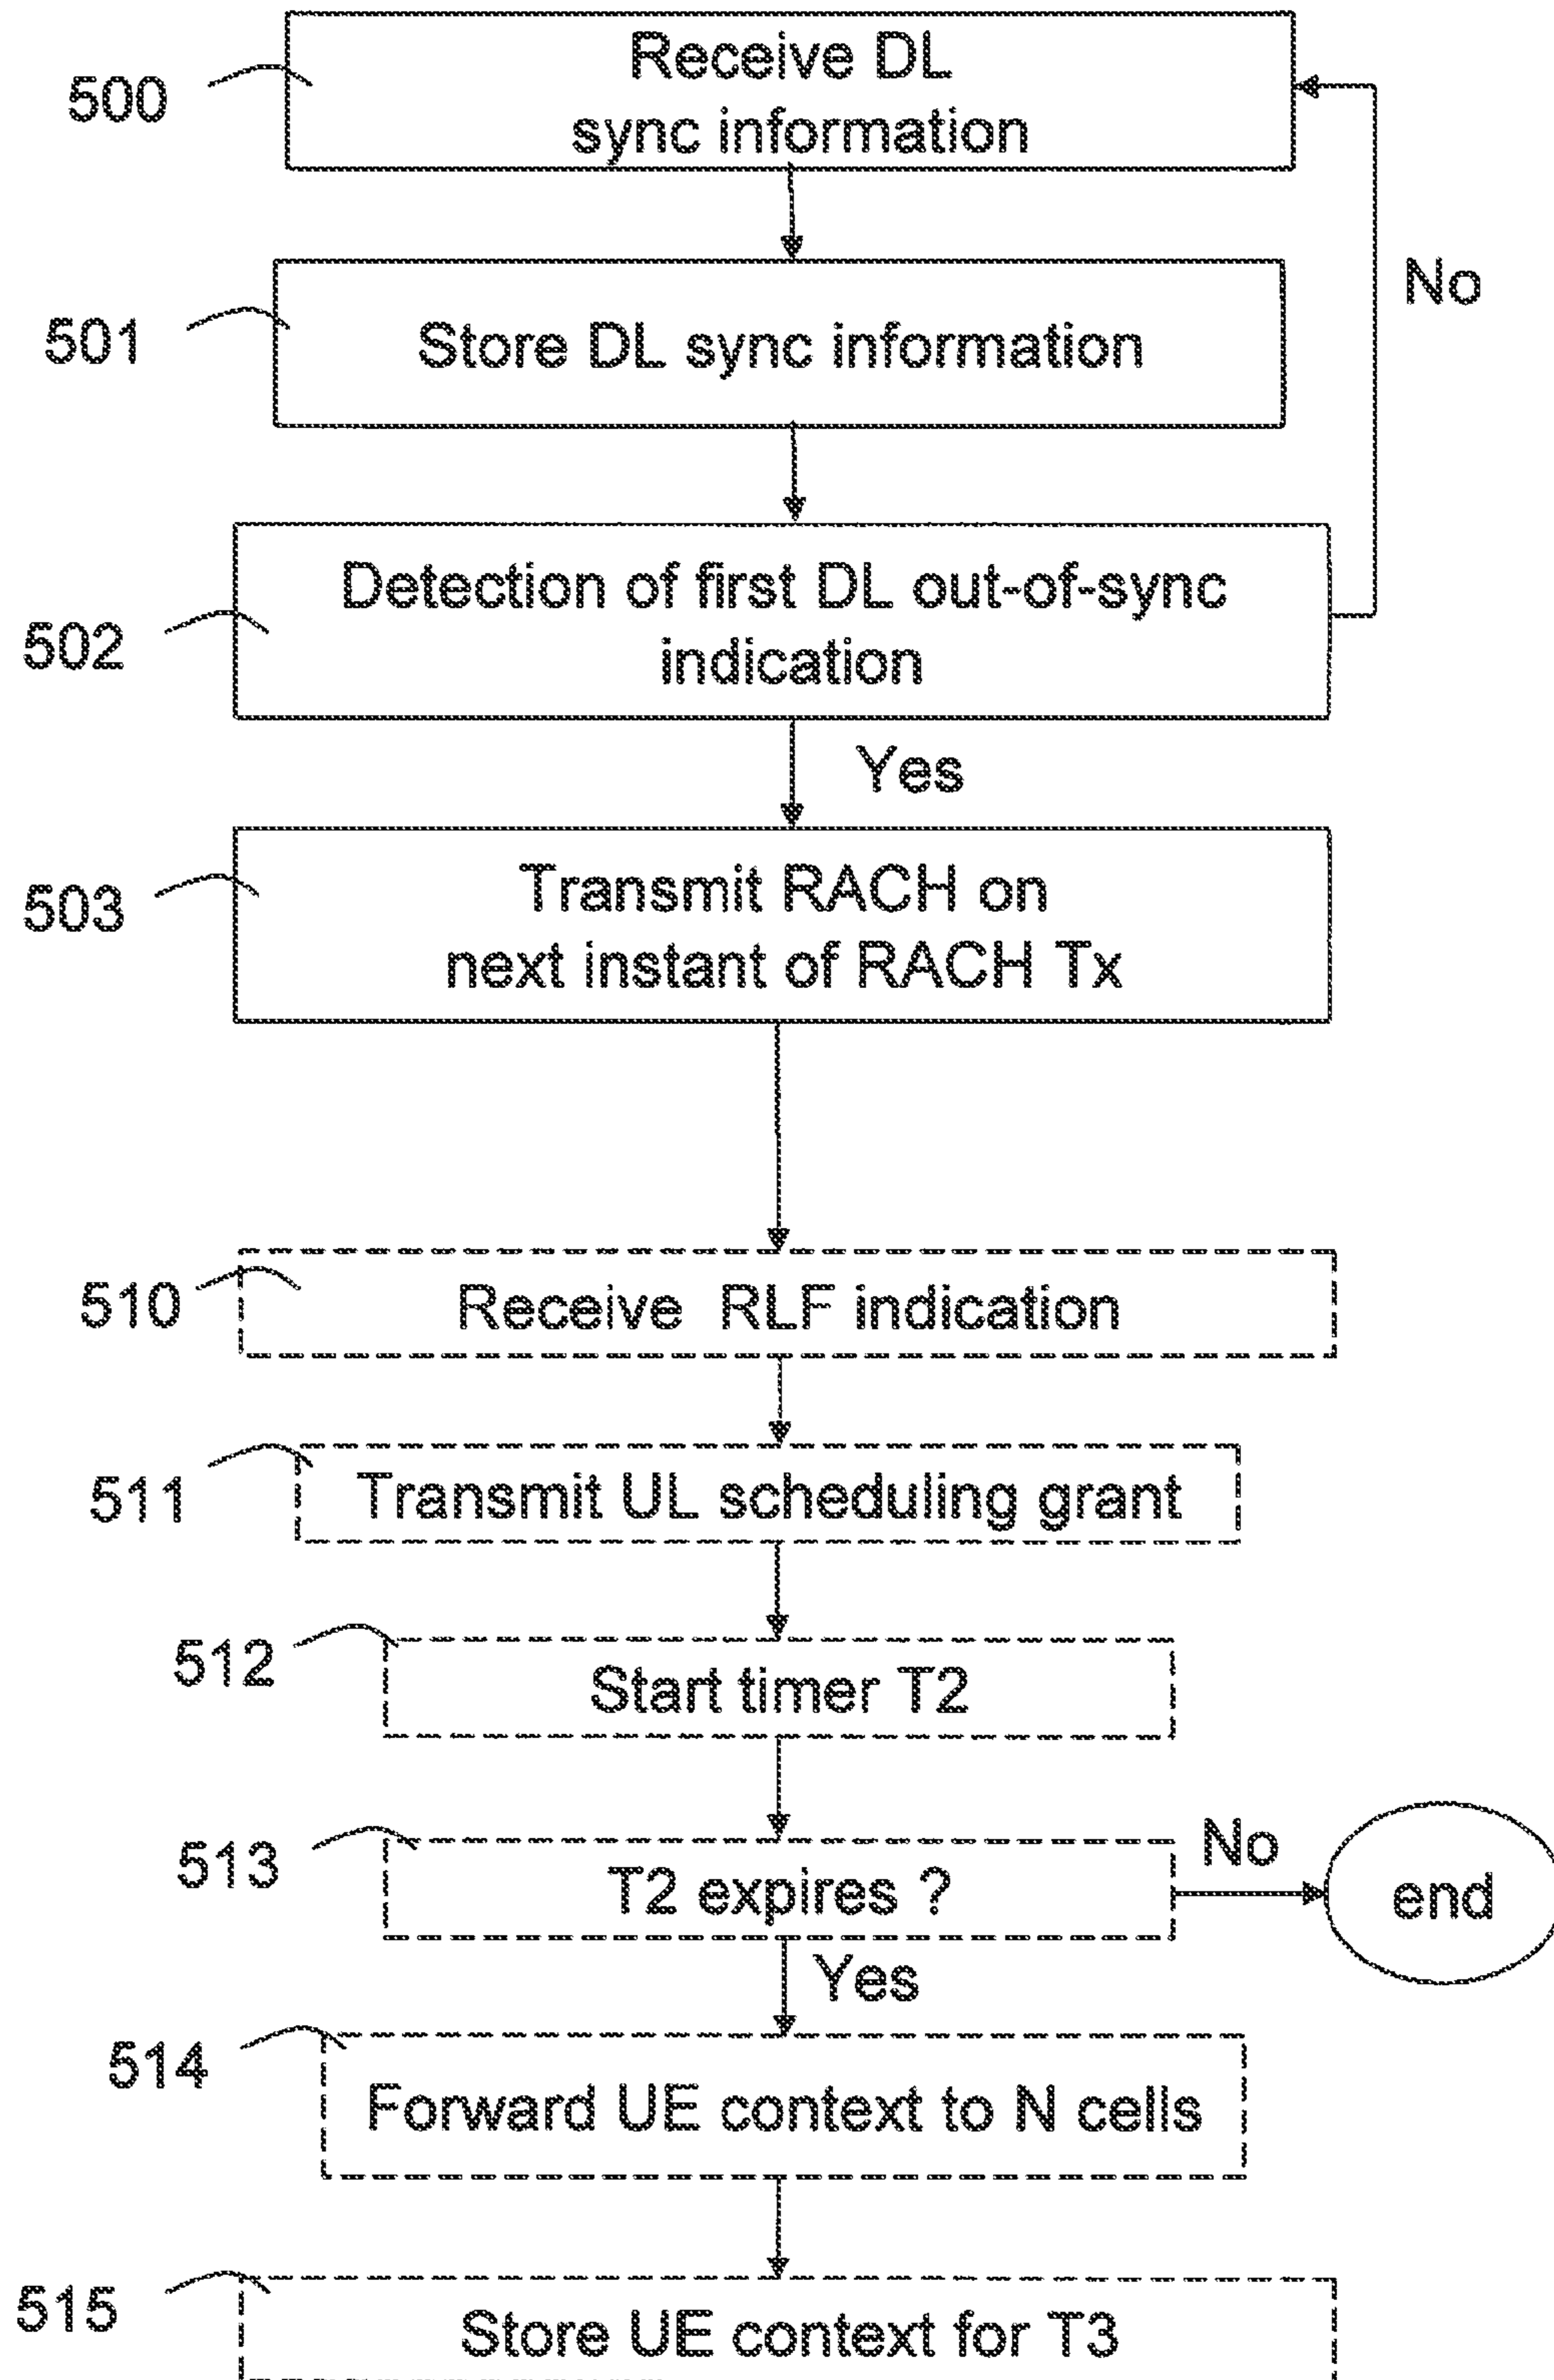 500
Receive DL
sync information
501
Store DL sync information
No
502
Detection of first DL out-of-sync
indication
Yes
503
Transmit RACH on
next instant of RACH Tx
510
Receive RLF indication
511
Transmit UL scheduling grant
512
Start timer T2
513
T2 expires ?
No
end
Yes
514
Forward UE context to N cells
515
Store UE context for T3